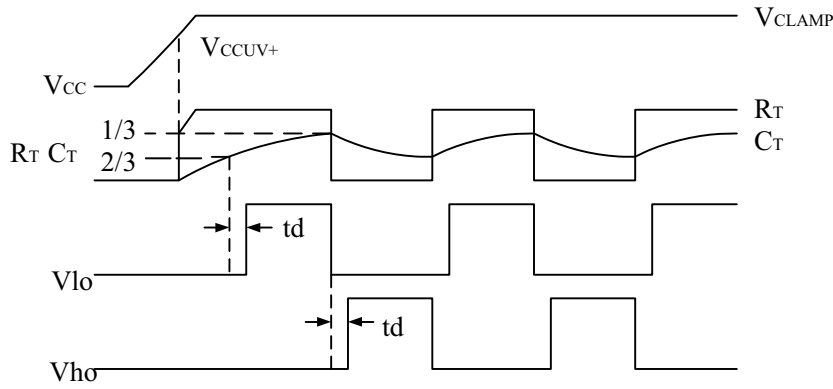 VCLAMP
VCCUV+
VCC
RT
1/3
CT
RT CT
2/3
td
Vlo
td
Vho